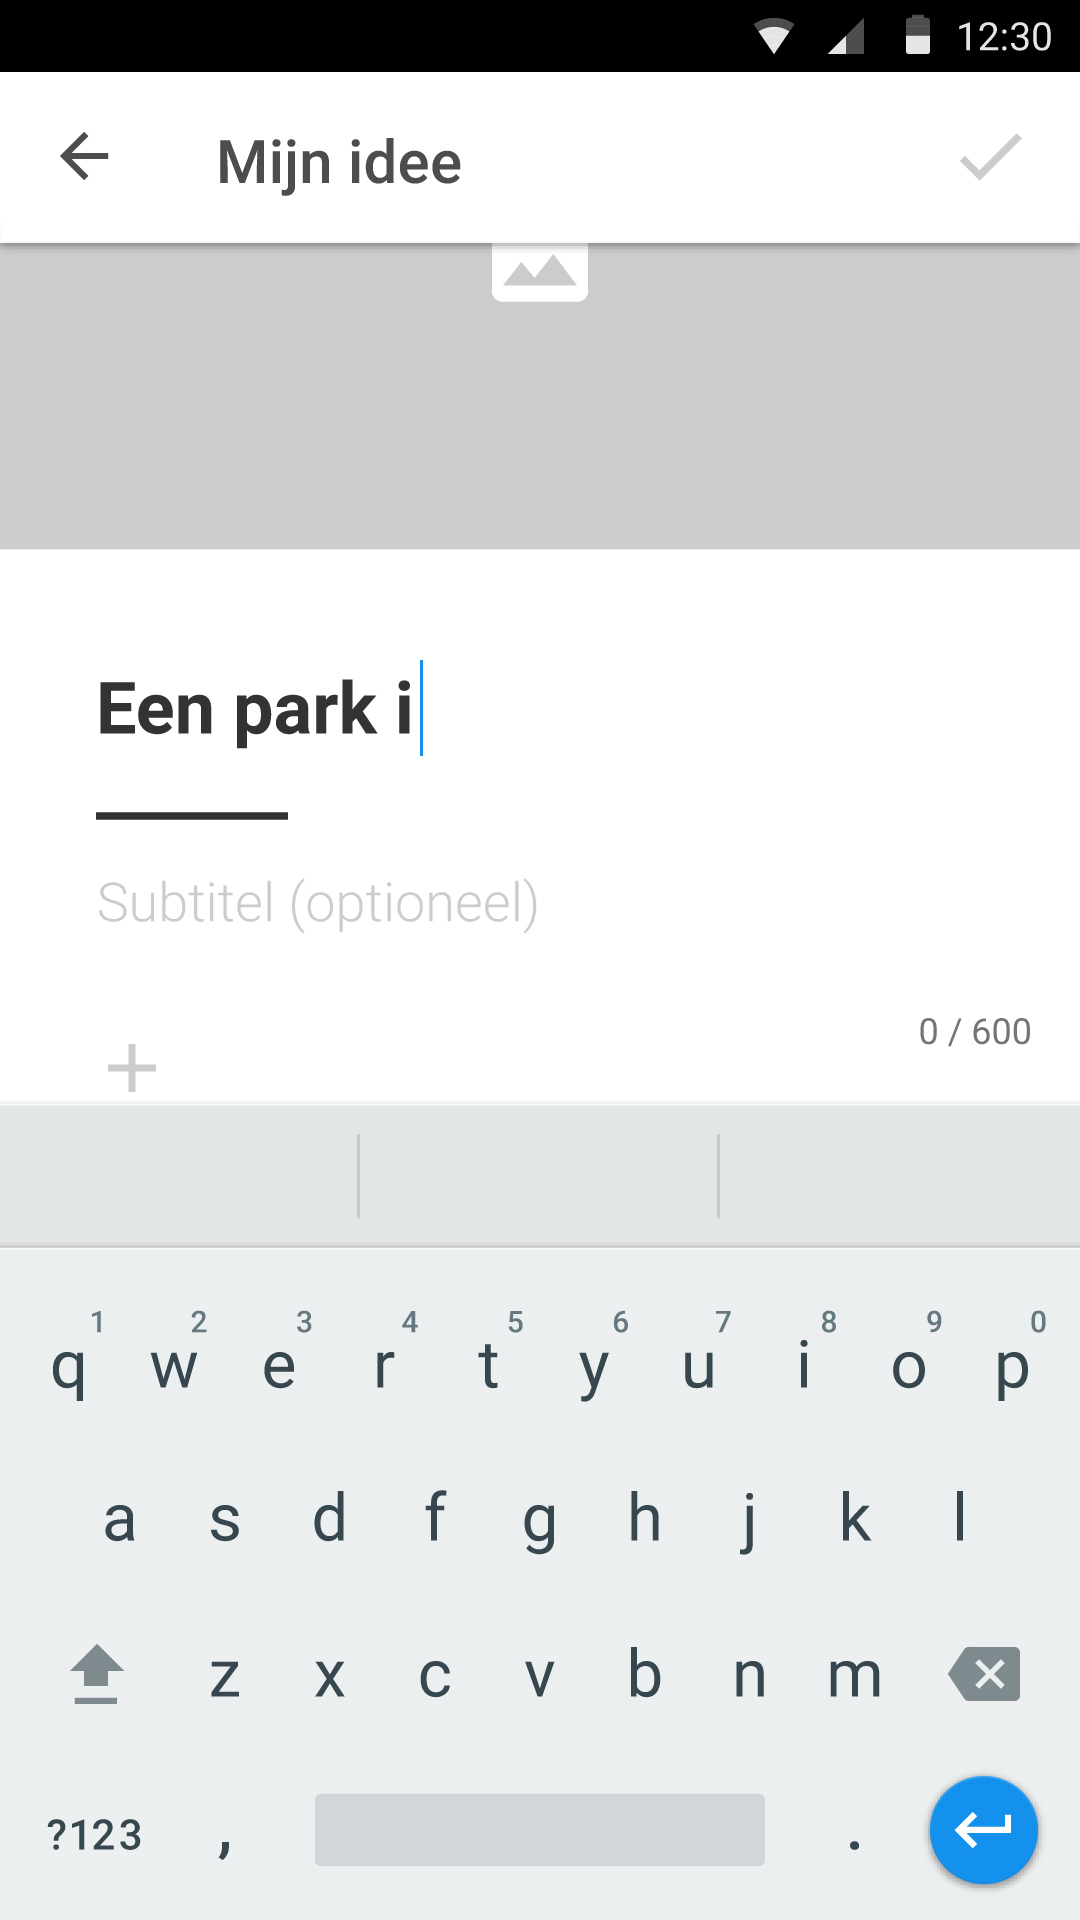 12:30
Mijn idee
Een park i
Subtitel (optioneel)
0 / 600
1 2 3 4 5 6 7 8 9 0
q w e r t y u i o p
a s d f g h j k l
z x c v b n m
?123 , .